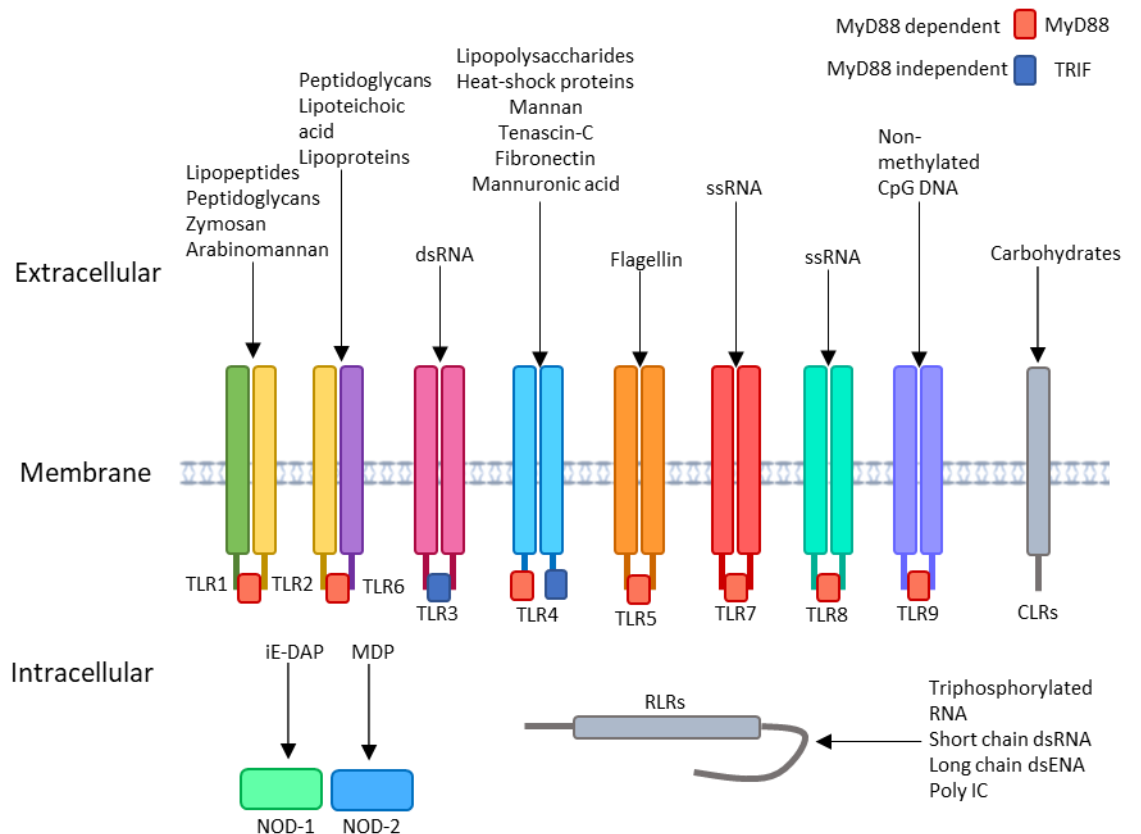 MyD88 dependent MyD88
MyD88 independent TRIF
Lipopolysaccharides
Heat-shock proteins
Mannan
Tenascin-C
Fibronectin
Mannuronic acid
Peptidoglycans
Lipoteichoic
acid
Lipoproteins
Non-
methylated
CpG DNA
Lipopeptides
Peptidoglycans
Zymosan
Arabinomannan
ssRNA
dsRNA
Flagellin
ssRNA
Carbohydrates
Extracellular
Membrane
TLR1
TLR2
TLR6
TLR3
TLR4
TLR5
TLR7
TLR8
TLR9
CLRs
Intracellular
iE-DAP
MDP
NOD-1
NOD-2
RLRs
Triphosphorylated
RNA
Short chain dsRNA
Long chain dsENA
Poly IC